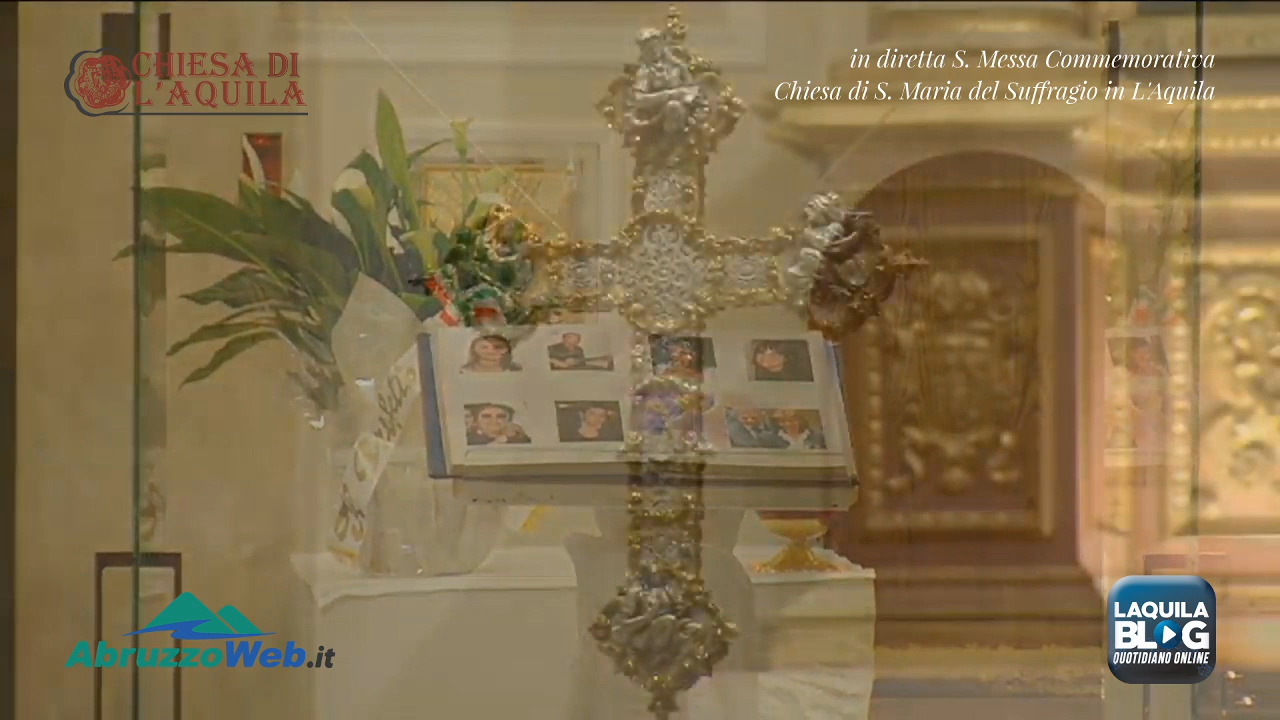 CHIESA DI
L'AQUILA
in diretta S. Messa Commemorativa
Chiesa di S. Maria del Suffragio in L'Aquila
AbruzzoWeb.it
LAQUILA
BLOG
QUOTIDIANO ONLINE